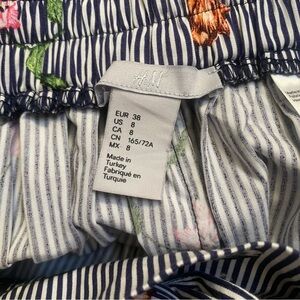 H&M
EUR 38
US 8
CA 8
CN 165/72A
MX 8
Made in
Turkey
Fabriqué en
Turquie